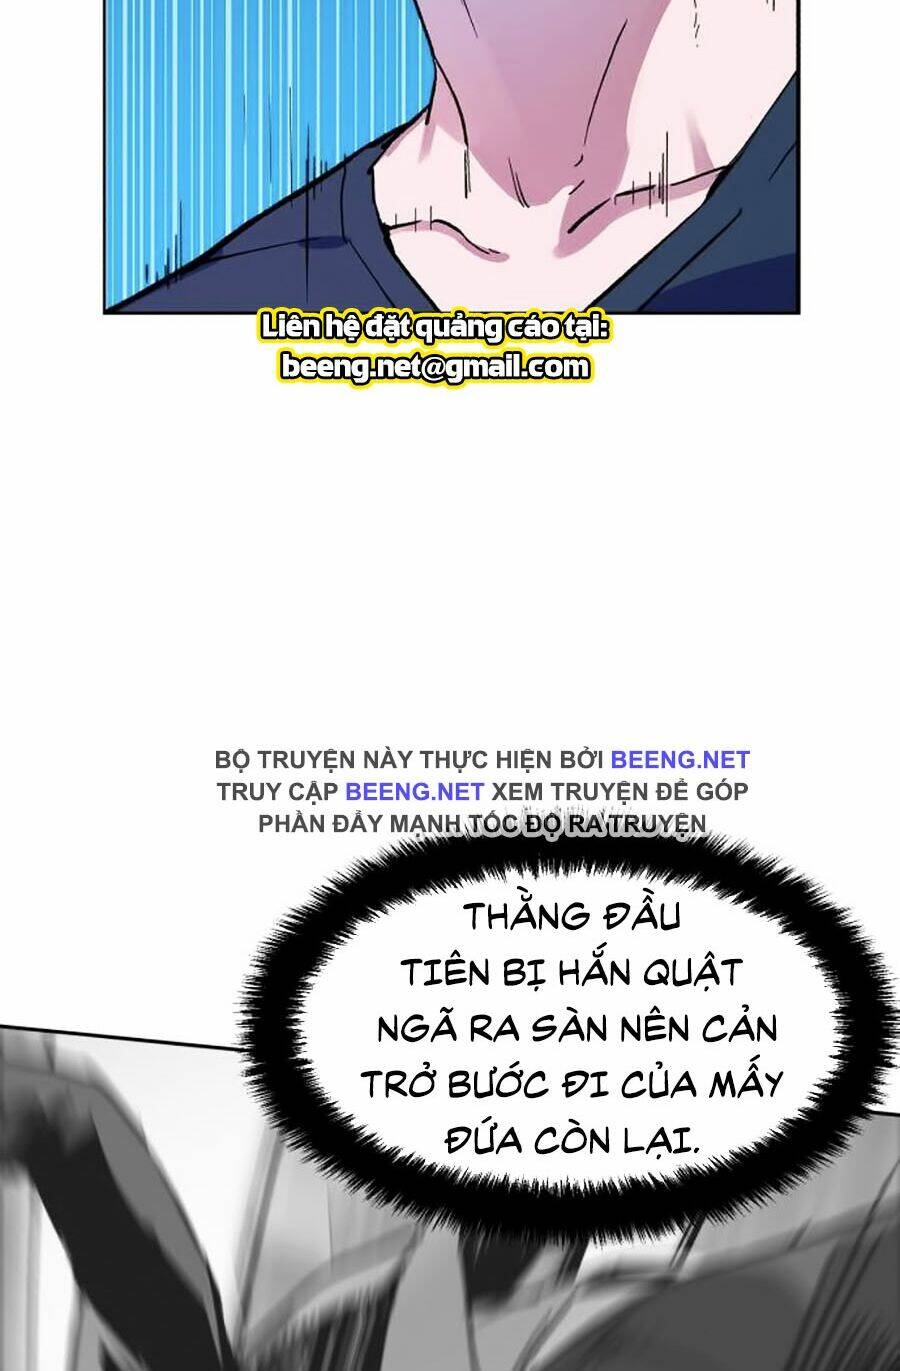 Liên hệ đặt quảng cáo tại:
beeng.net@gmail.com
BỘ TRUYỆN NÀY THỰC HIỆN BỞI BEENG.NET
TRUY CẬP BEENG.NET XEM TRUYỆN ĐỂ GÓP
PHẦN ĐẨY MẠNH TỐC ĐỘ RA TRUYỆN
THẰNG ĐẦU
TIÊN BỊ HẮN QUẬT
NGÃ RA SÀN NÊN CẢN
TRỞ BƯỚC ĐI CỦA MẤY
ĐỨA CÒN LẠI.